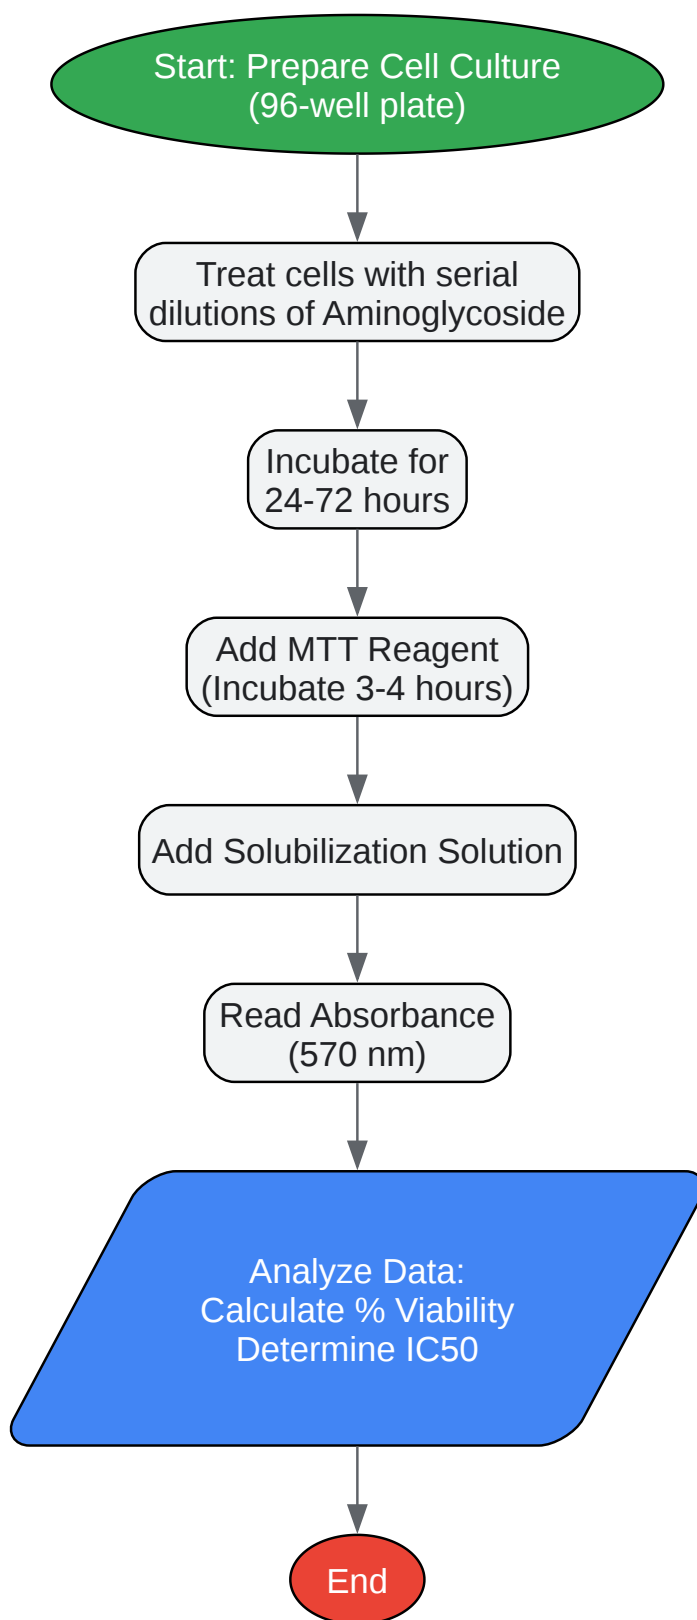 Start: Prepare Cell Culture
(96-well plate)
Treat cells with serial
dilutions of Aminoglycoside
Incubate for
24-72 hours
Add MTT Reagent
(Incubate 3-4 hours)
Add Solubilization Solution
Read Absorbance
(570 nm)
Analyze Data:
Calculate % Viability
Determine IC50
End